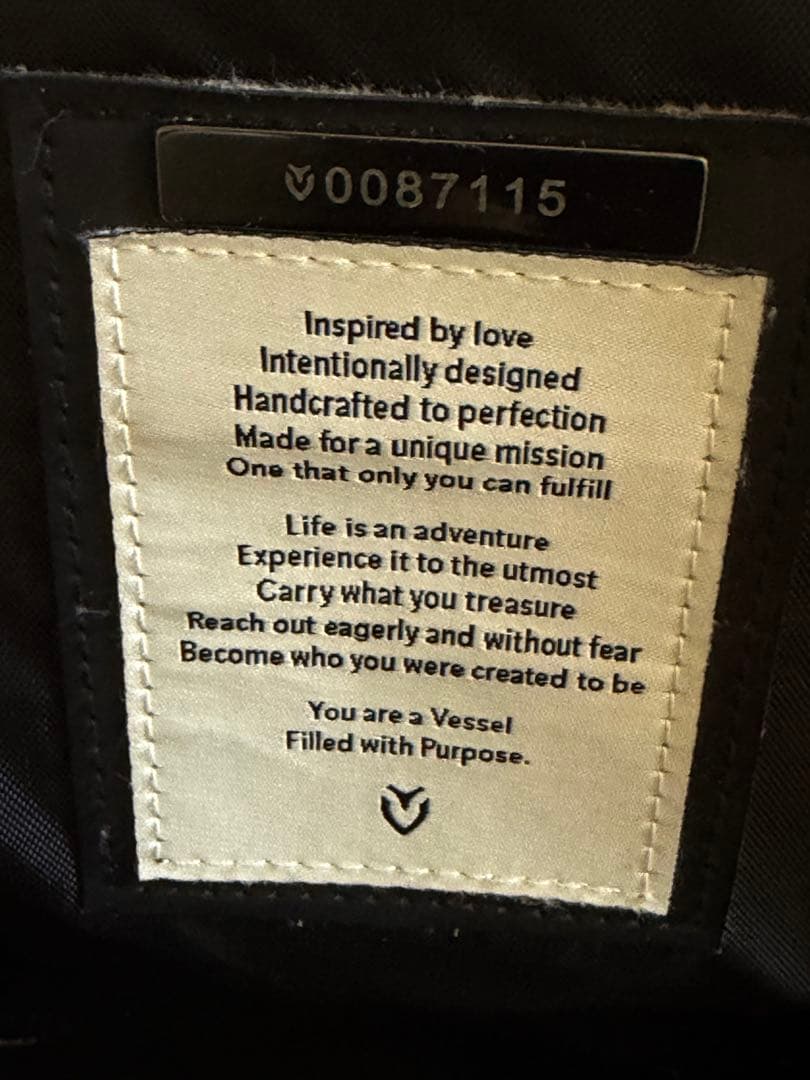 0087115
Inspired by love
Intentionally designed
Handcrafted to perfection
Made for a unique mission
One that only you can fulfill
Life is an adventure
Experience it to the utmost
Carry what you treasure
Reach out eagerly and without fear
Become who you were created to be
You are a Vessel
Filled with Purpose.